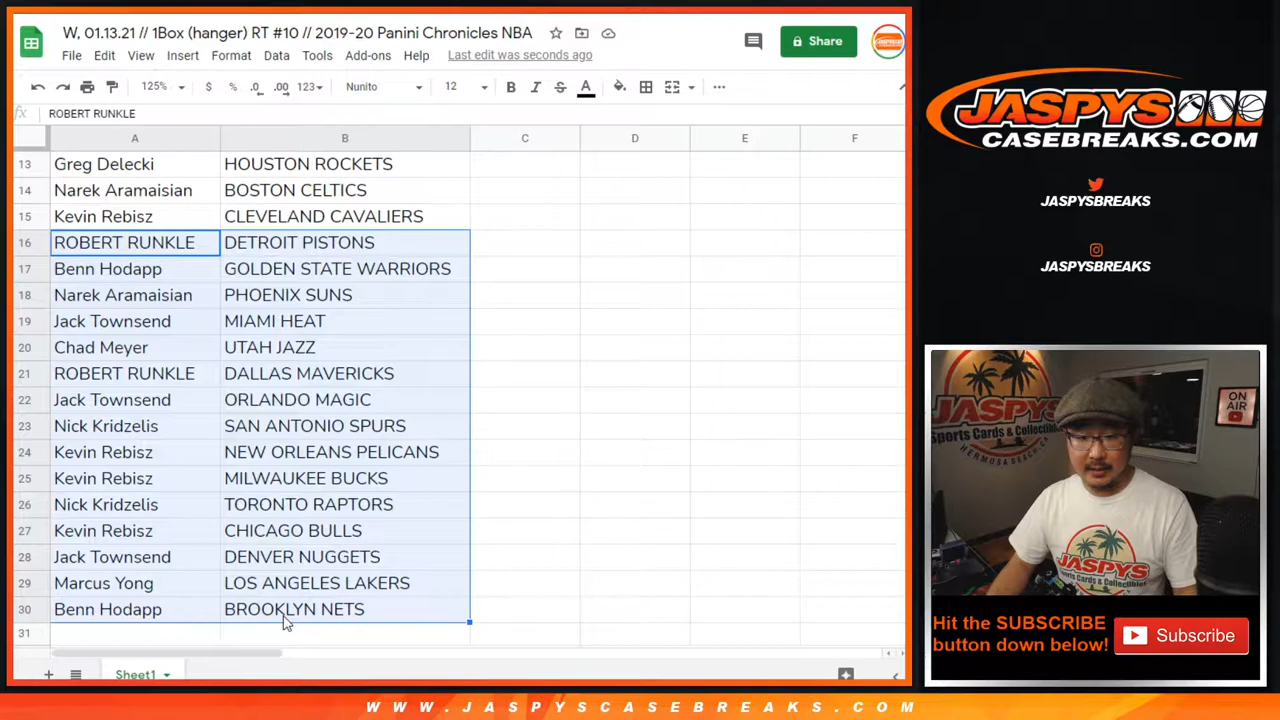 W, 01.13.21 // 1Box (hanger) RT #10 // 2019-20 Panini Chronicles NBA
File Edit View Insert Format Data Tools Add-ons Help Last edit was seconds ago
Share
125% $ % .0 .00 123 Nunito 12 B I S A
fx ROBERT RUNKLE
A B C D E F
13 Greg Delecki HOUSTON ROCKETS
14 Narek Aramaisian BOSTON CELTICS
15 Kevin Rebisz CLEVELAND CAVALIERS
16 ROBERT RUNKLE DETROIT PISTONS
17 Benn Hodapp GOLDEN STATE WARRIORS
18 Narek Aramaisian PHOENIX SUNS
19 Jack Townsend MIAMI HEAT
20 Chad Meyer UTAH JAZZ
21 ROBERT RUNKLE DALLAS MAVERICKS
22 Jack Townsend ORLANDO MAGIC
23 Nick Kridzelis SAN ANTONIO SPURS
24 Kevin Rebisz NEW ORLEANS PELICANS
25 Kevin Rebisz MILWAUKEE BUCKS
26 Nick Kridzelis TORONTO RAPTORS
27 Kevin Rebisz CHICAGO BULLS
28 Jack Townsend DENVER NUGGETS
29 Marcus Yong LOS ANGELES LAKERS
30 Benn Hodapp BROOKLYN NETS
31
Sheet1
JASPYS
CASEBREAKS.COM
JASPYSBREAKS
JASPYSBREAKS
JASPYS
Sports Cards & Collectibles
HERMOSA BEACH, CA
ON
AIR
JASPYS
Hit the SUBSCRIBE
button down below!
Subscribe
WWW.JASPYSCASEBREAKS.COM